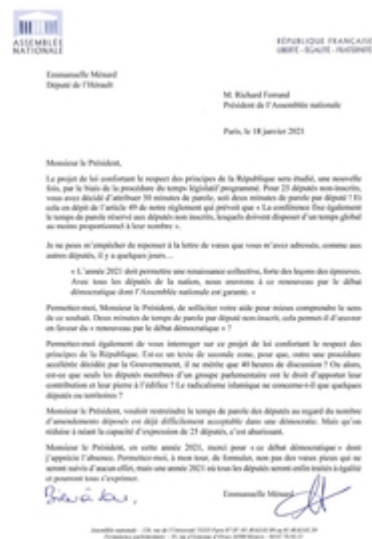 ASSEMBLÉE
NATIONALE
RÉPUBLIQUE FRANÇAISE
LIBERTÉ - ÉGALITÉ - FRATERNITÉ
Emmanuelle Ménard
Député de l'Hérault
M. Richard Ferrand
Président de l'Assemblée nationale
Paris, le 18 janvier 2021
Monsieur le Président,
Le projet de loi confortant le respect des principes de la République sera étudié, une nouvelle
fois, par le biais de la procédure du temps législatif programmé. Pour 25 députés non-inscrits,
vous avez décidé d'attribuer 50 minutes de parole, soit deux minutes de parole par député ! Et
cela en dépit de l'article 49 de notre règlement qui prévoit que « La conférence fixe également
le temps de parole réservé aux députés non inscrits, lesquels doivent disposer d'un temps global
au moins proportionnel à leur nombre ».
Je ne peux m'empêcher de repenser à la lettre de vœux que vous m'avez adressée, comme aux
autres députés, il y a quelques jours…
« L'année 2021 doit permettre une renaissance collective, forte des leçons des épreuves.
Avec tous les députés de la nation, nous œuvrons à ce renouveau par le débat
démocratique dont l'Assemblée nationale est garante. »
Permettez-moi, Monsieur le Président, de solliciter votre aide pour mieux comprendre le sens
de ce souhait. Deux minutes de temps de parole par député non-inscrit, cela permet-il d'œuvrer
en faveur du « renouveau par le débat démocratique » ?
Permettez-moi également de vous interroger sur ce projet de loi confortant le respect des
principes de la République. Est-ce un texte de seconde zone, pour que, outre une procédure
accélérée décidée par le Gouvernement, il ne mérite que 40 heures de discussion ? Ou alors,
est-ce que seuls les députés membres d'un groupe parlementaire ont le droit d'apporter leur
contribution et leur pierre à l'édifice ? Le radicalisme islamique ne concerne-t-il que quelques
députés ou territoires ?
Monsieur le Président, vouloir restreindre le temps de parole des députés au regard du nombre
d'amendements déposés est déjà difficilement acceptable dans une démocratie. Mais qu'on
réduise à néant la capacité d'expression de 25 députés, c'est ahurissant.
Monsieur le Président, en cette année 2021, merci pour « ce débat démocratique » dont
j'apprécie l'absence. Permettez-moi, à mon tour, de formuler, non pas des vœux pieux qui ne
seront suivis d'aucun effet, mais une année 2021 où tous les députés seront enfin traités à égalité
et pourront tous s'exprimer.
Bien à vous,
Emmanuelle Ménard